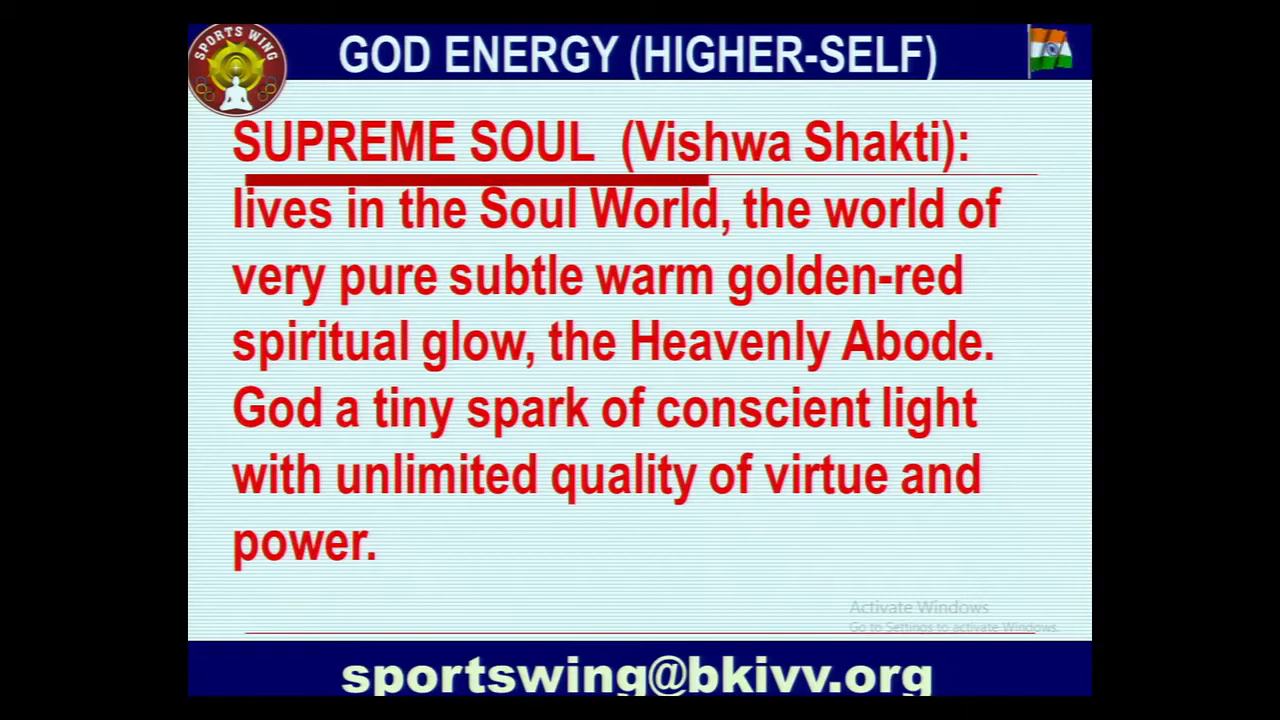 SPORTS WING
GOD ENERGY (HIGHER-SELF)
SUPREME SOUL (Vishwa Shakti):
lives in the Soul World, the world of
very pure subtle warm golden-red
spiritual glow, the Heavenly Abode.
God a tiny spark of conscient light
with unlimited quality of virtue and
power.
Activate Windows
Go to Settings to activate Windows.
sportswing@bkivv.org